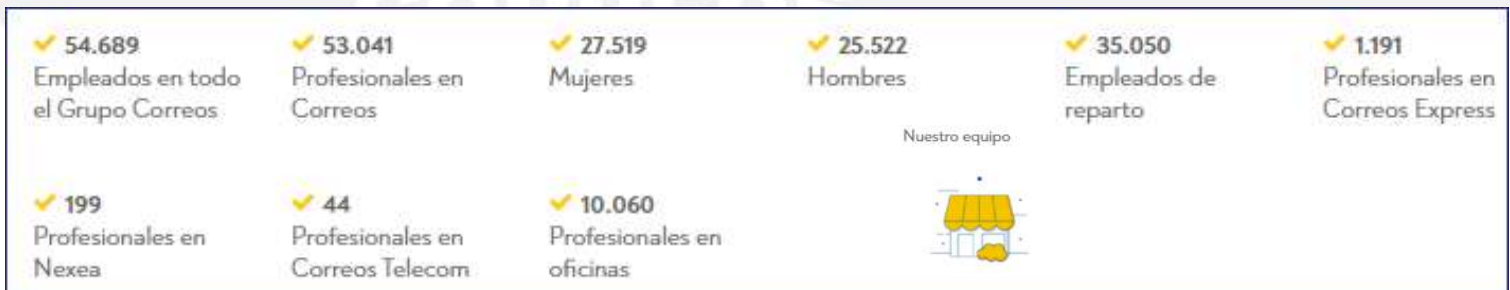 54.689
Empleados en todo
el Grupo Correos
53.041
Profesionales en
Correos
27.519
Mujeres
25.522
Hombres
35.050
Empleados de
reparto
1.191
Profesionales en
Correos Express
Nuestro equipo
199
Profesionales en
Nexea
44
Profesionales en
Correos Telecom
10.060
Profesionales en
oficinas